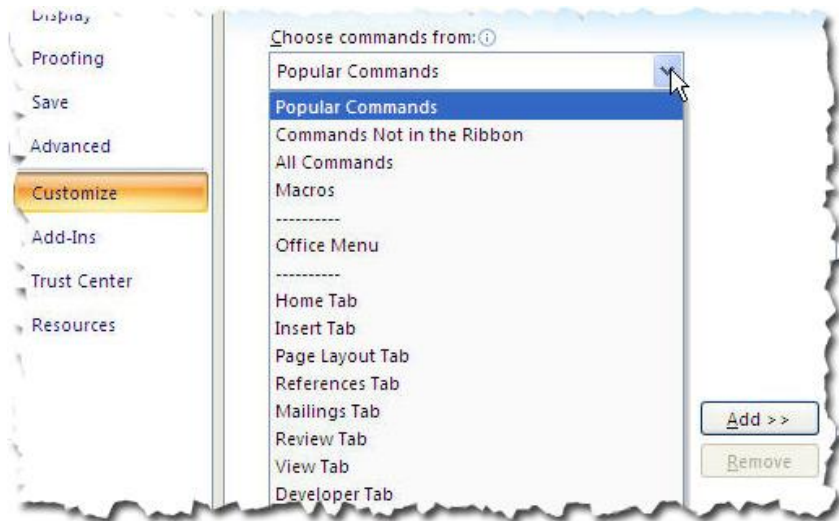 Display
Proofing
Save
Advanced
Customize
Add-Ins
Trust Center
Resources
Choose commands from:
Popular Commands
Popular Commands
Commands Not in the Ribbon
All Commands
Macros
----------
Office Menu
----------
Home Tab
Insert Tab
Page Layout Tab
References Tab
Mailings Tab
Review Tab
View Tab
Developer Tab
Add >>
Remove